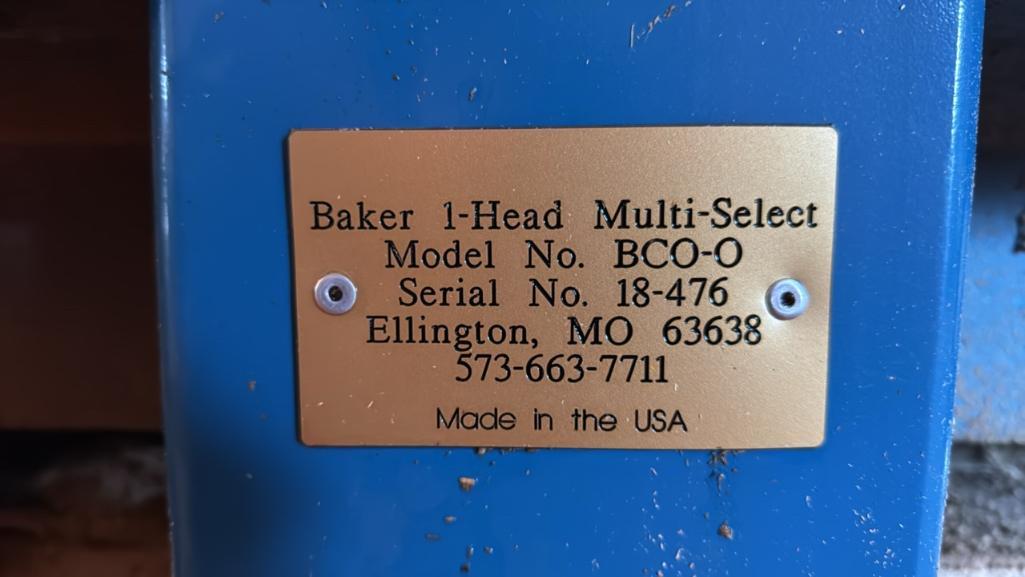 Baker 1-Head Multi-Select
Model No. BCO-O
Serial No. 18-476
Ellington, MO 63638
573-663-7711
Made in the USA